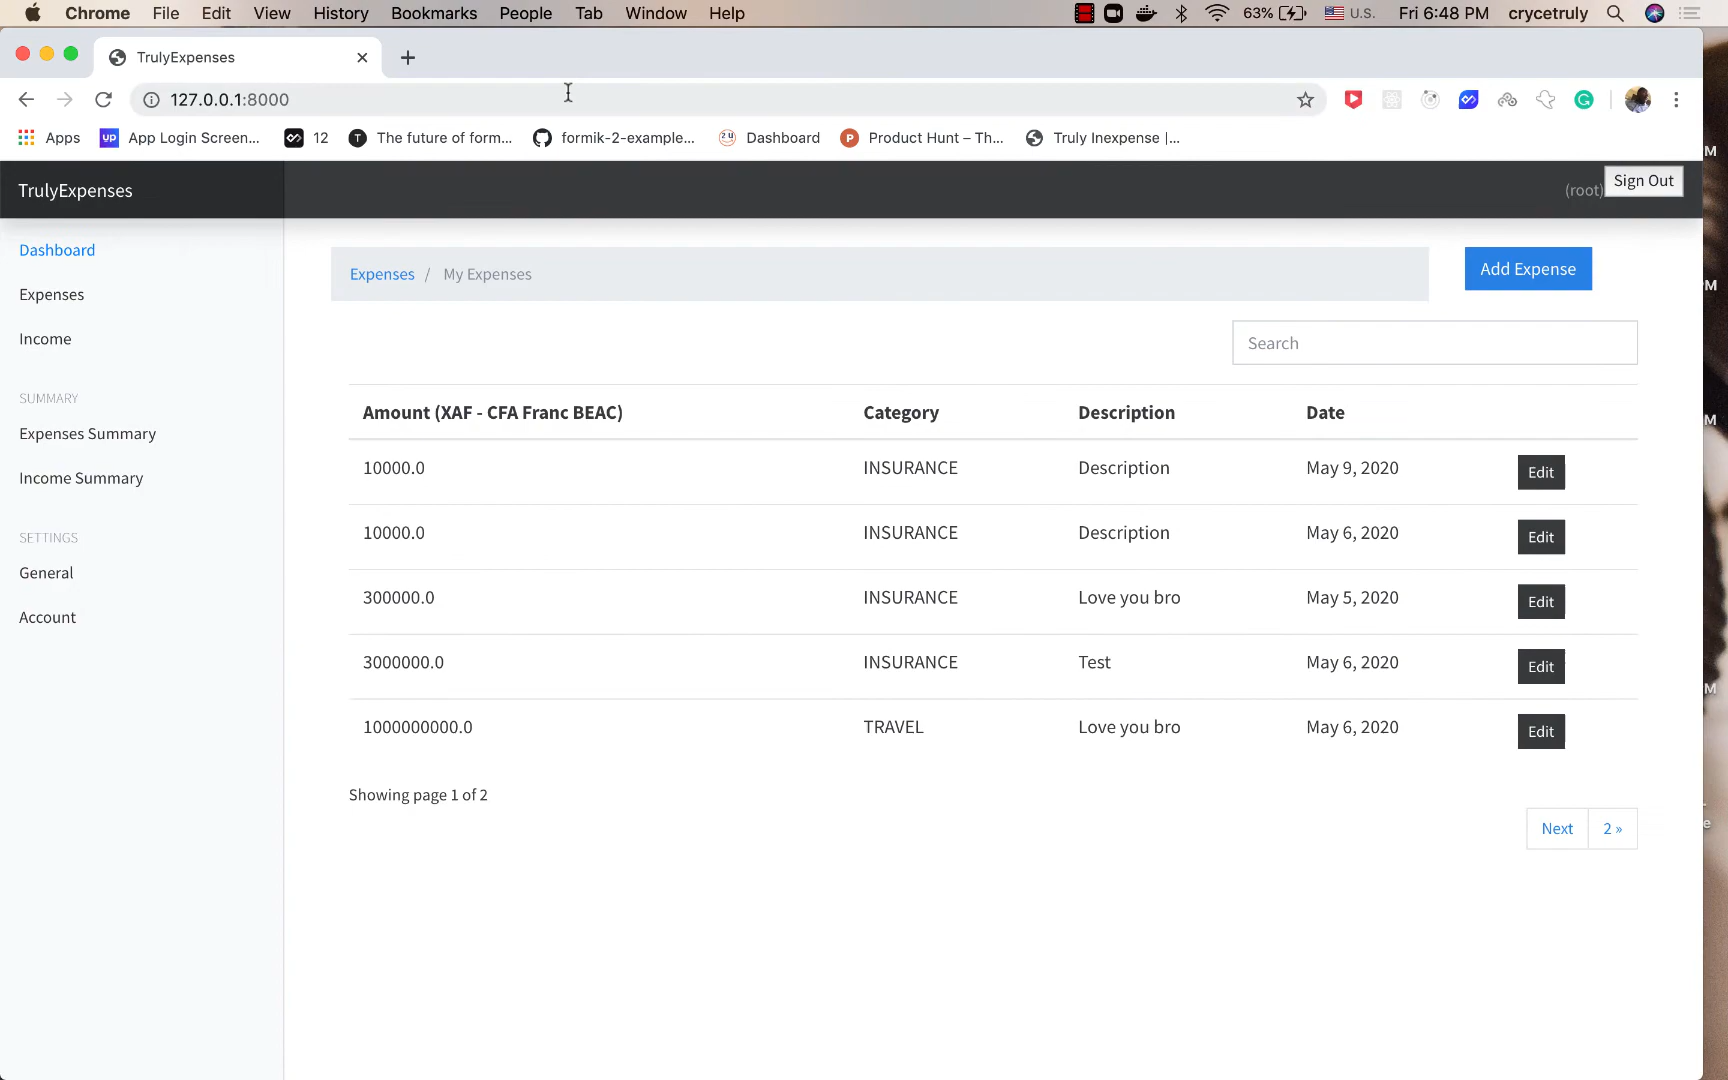 Chrome File Edit View History Bookmarks People Tab Window Help 63% U.S. Fri 6:48 PM crycetruly
TrulyExpenses
127.0.0.1:8000
Apps UP App Login Screen... 12 T The future of form... formik-2-example... Dashboard P Product Hunt – Th... Truly Inexpense |...
TrulyExpenses (root) Sign Out
Dashboard
Expenses
Income
SUMMARY
Expenses Summary
Income Summary
SETTINGS
General
Account
Expenses / My Expenses
Add Expense
Search
Amount (XAF - CFA Franc BEAC) Category Description Date
10000.0 INSURANCE Description May 9, 2020 Edit
10000.0 INSURANCE Description May 6, 2020 Edit
300000.0 INSURANCE Love you bro May 5, 2020 Edit
3000000.0 INSURANCE Test May 6, 2020 Edit
1000000000.0 TRAVEL Love you bro May 6, 2020 Edit
Showing page 1 of 2
Next 2 »